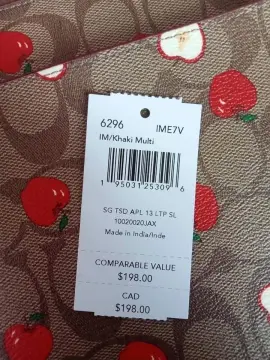 6296 IME7V
IM/Khaki Multi
1 95031 25309 6
SG TSD APL 13 LTP SL
10020020JAX
Made in India/Inde
COMPARABLE VALUE
$198.00
CAD
$198.00